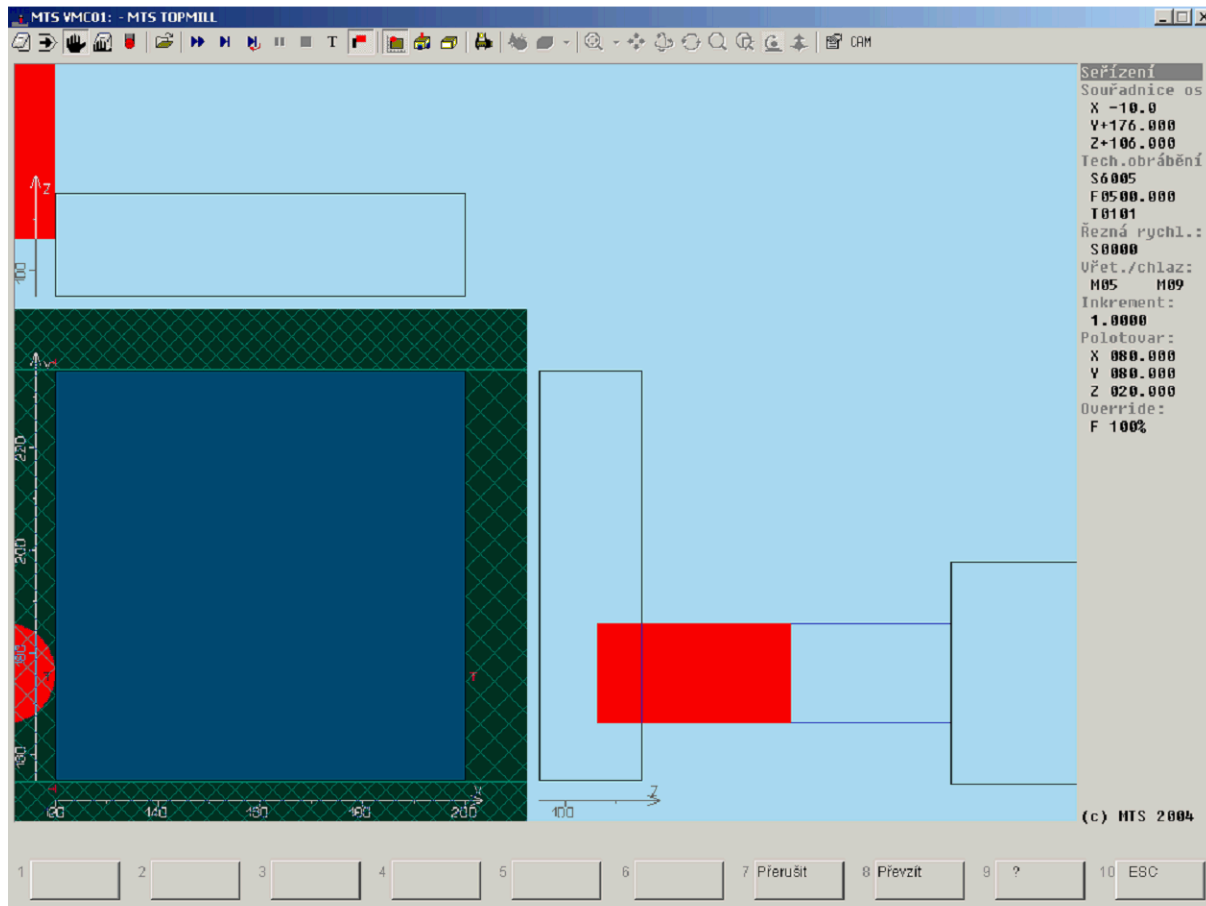 MTS VMC01: - MTS TOPMILL
T
CAM
Seřízení
Souřadnice os
X -10.0
Y+176.000
Z+106.000
Tech.obrábění
S6005
F0500.000
T0101
Řezná rychl.:
S0000
Vřet./chlaz:
M05 M09
Inkrement:
1.0000
Polotovar:
X 080.000
Y 080.000
Z 020.000
Override:
F 100%
Z
100
220
200
180
160
140
160
180
200
Z
100
(c) MTS 2004
1
2
3
4
5
6
7 Přerušit
8 Převzít
9 ?
10 ESC